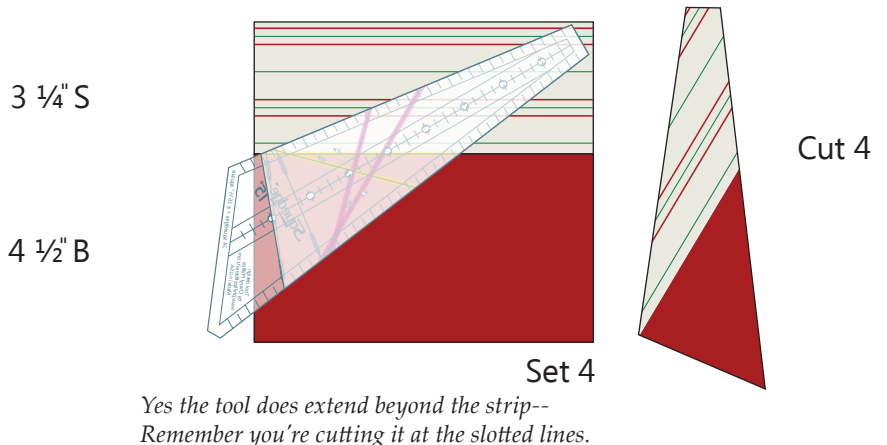 3 ¼" S
Cut 4
4 ½" B
Set 4
Yes the tool does extend beyond the strip--
Remember you're cutting it at the slotted lines.